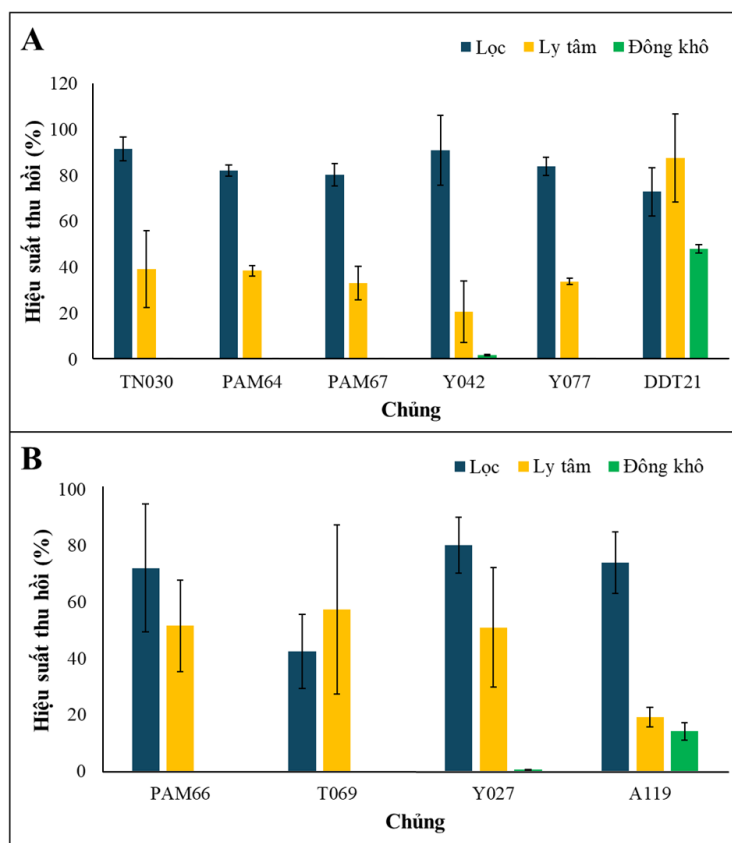 A
Lọc Ly tâm Đông khô
Hiệu suất thu hồi (%)
120
100
80
60
40
20
0
TN030 PAM64 PAM67 Y042 Y077 DDT21
Chủng
B
Lọc Ly tâm Đông khô
Hiệu suất thu hồi (%)
100
80
60
40
20
0
PAM66 T069 Y027 A119
Chủng